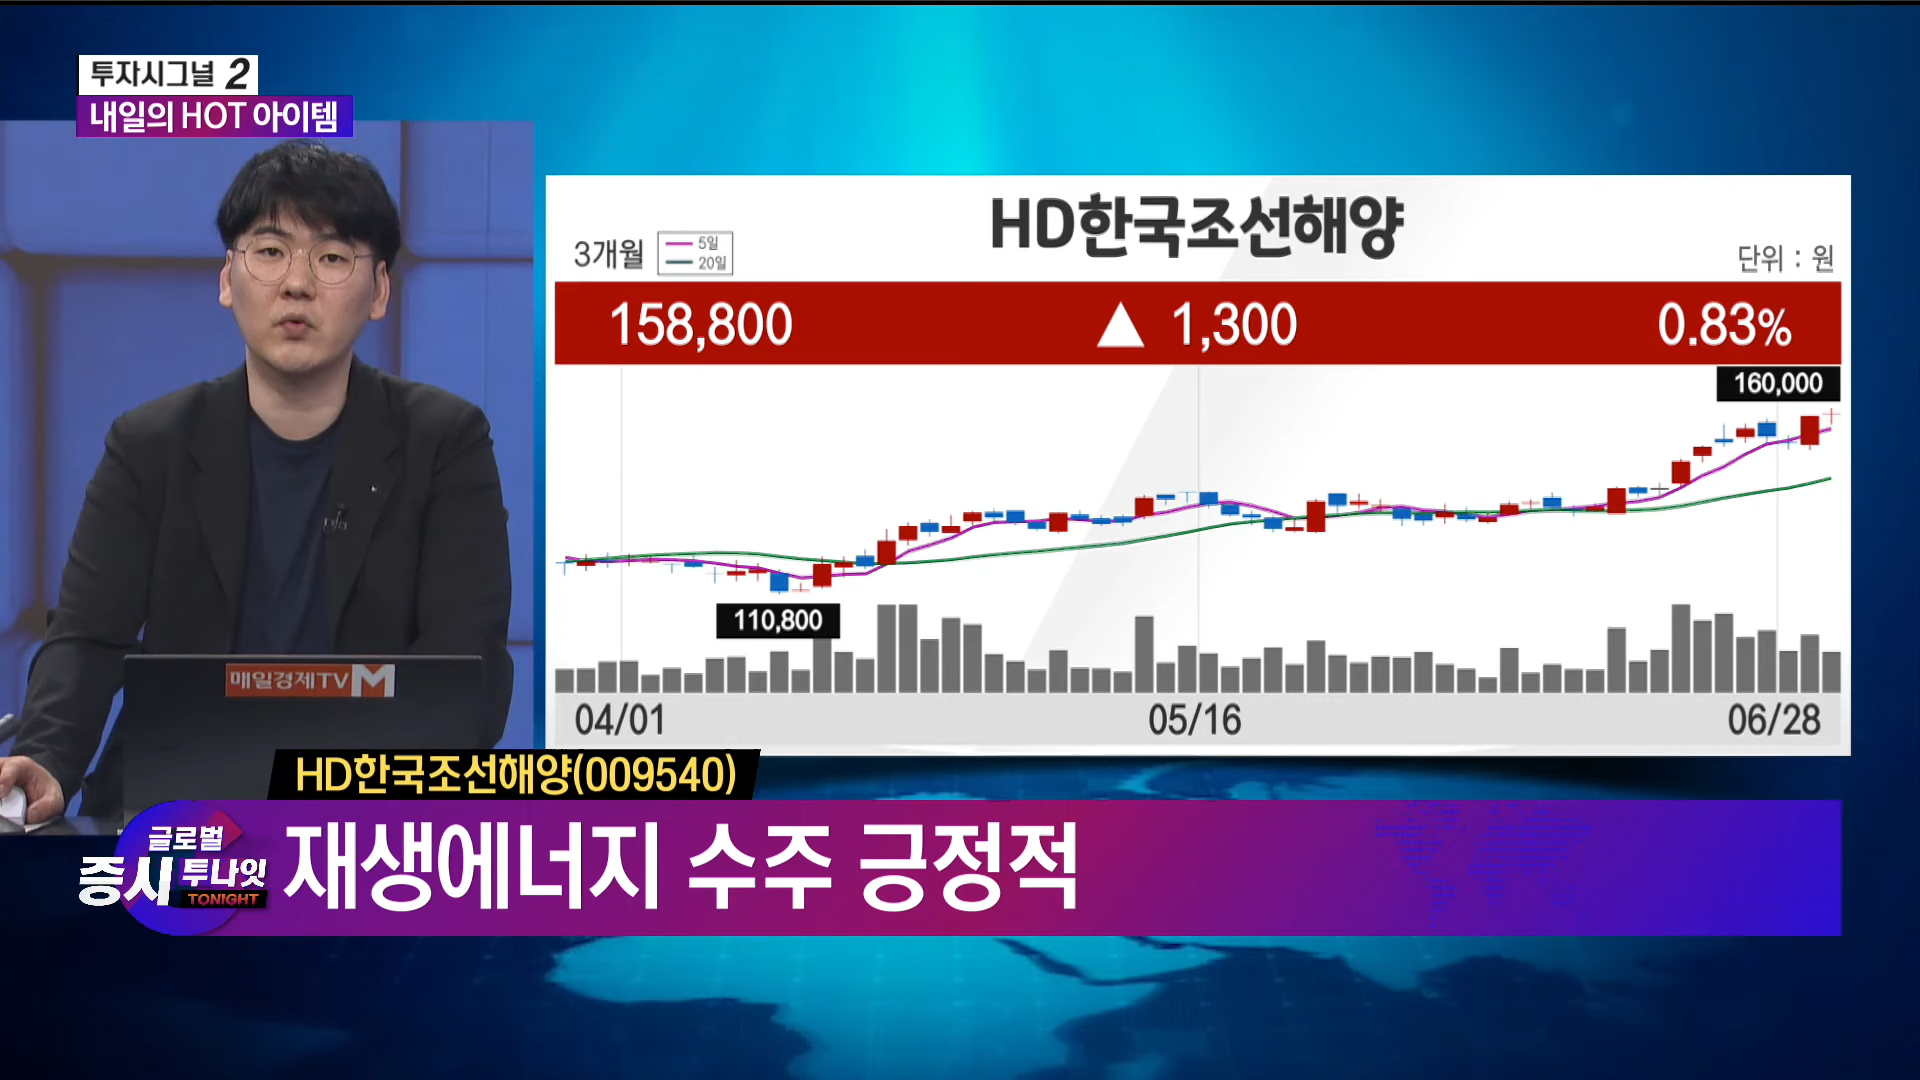 투자시그널 2
내일의 HOT 아이템
HD한국조선해양
3개월
5일
20일
단위 : 원
158,800 ▲ 1,300 0.83%
160,000
110,800
04/01 05/16 06/28
매일경제TV M
HD한국조선해양(009540)
글로벌
증시 투나잇
TONIGHT
재생에너지 수주 긍정적